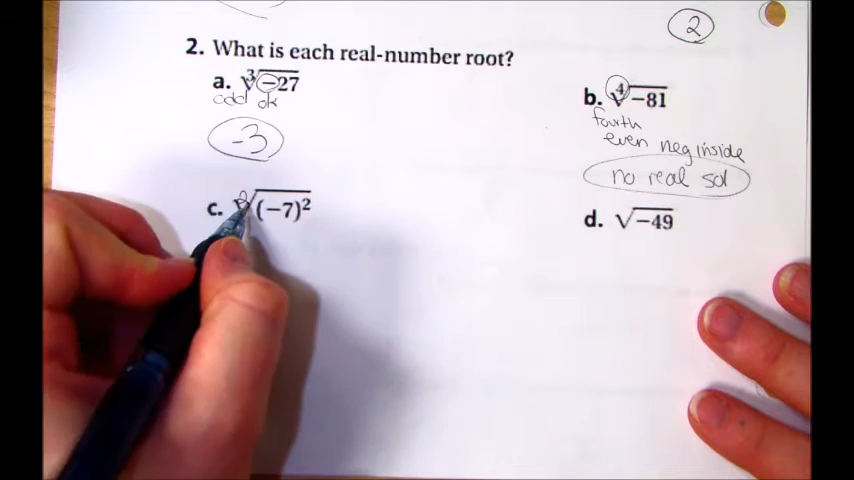 2
2. What is each real-number root?
a. ∛−27
odd ok
-3
b. ∜−81
fourth
even neg inside
no real sol
c. ²√(−7)²
d. √−49